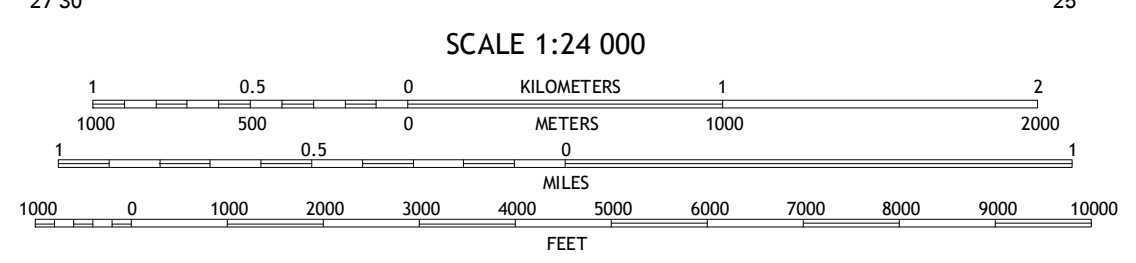 27'30" 25'
SCALE 1:24 000
1 0.5 0 KILOMETERS 1 2
1000 500 0 METERS 1000 2000
1 0.5 0 1
MILES
1000 0 1000 2000 3000 4000 5000 6000 7000 8000 9000 10000
FEET